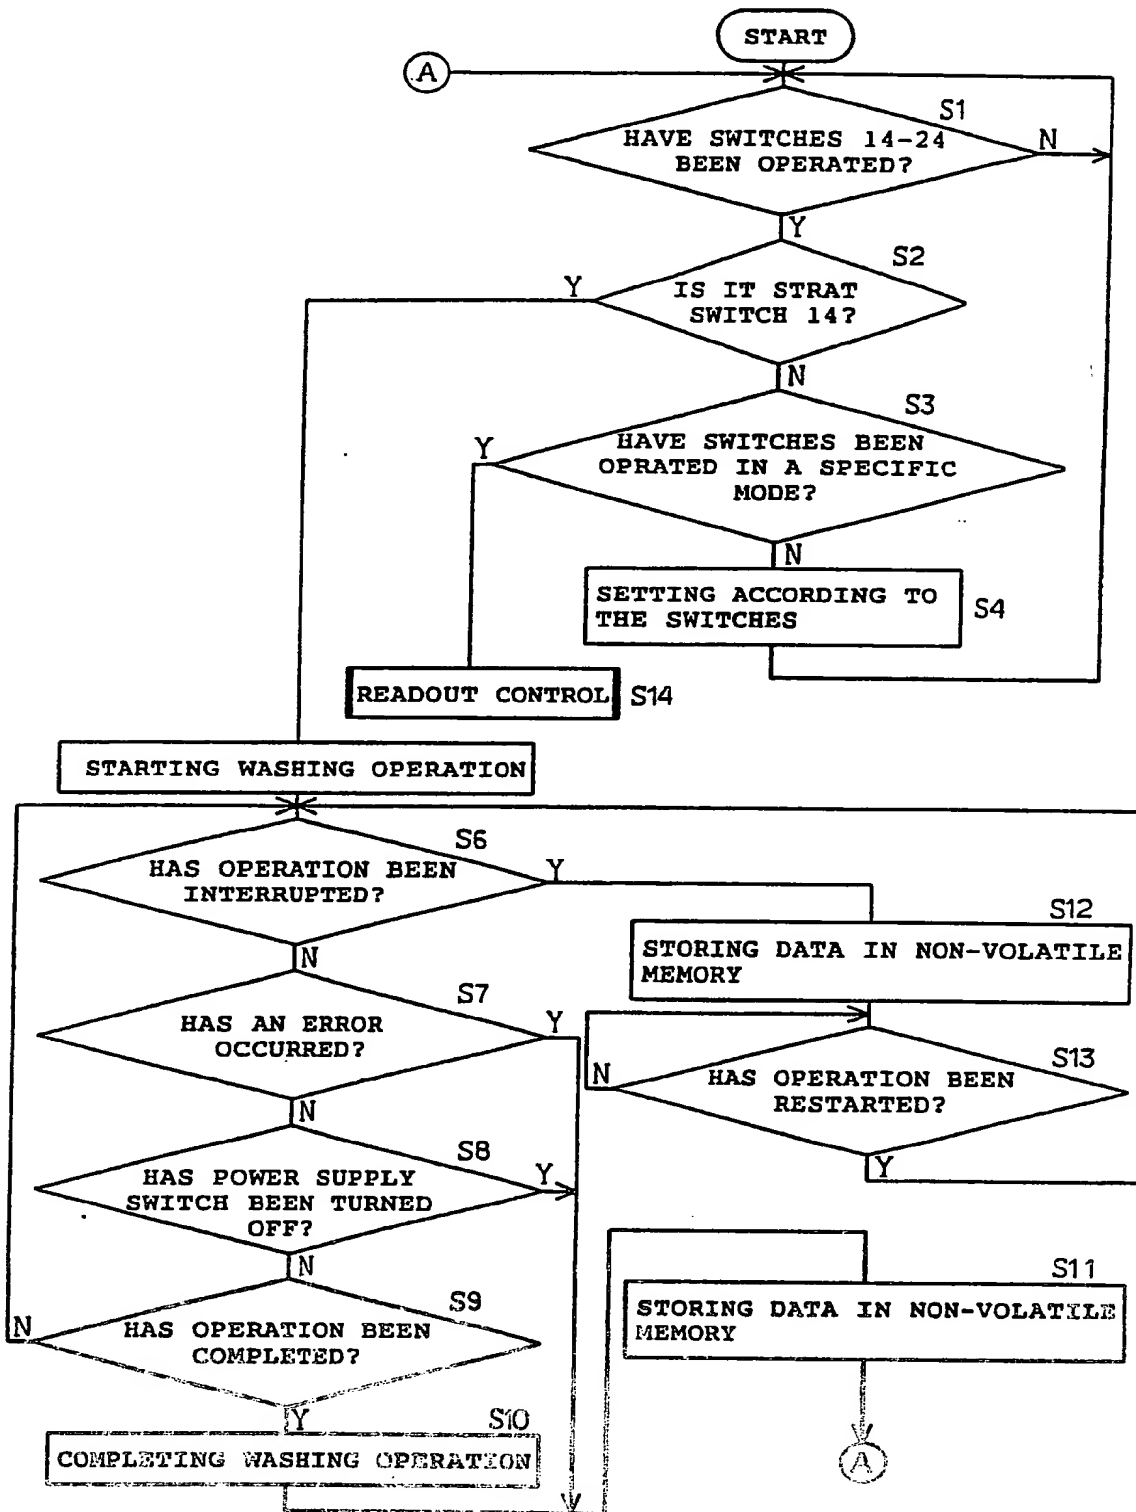 START
A
S1
HAVE SWITCHES 14-24
BEEN OPERATED?
N
Y
S2
Y
IS IT STRAT
SWITCH 14?
N
S3
Y
HAVE SWITCHES BEEN
OPRATED IN A SPECIFIC
MODE?
N
SETTING ACCORDING TO
THE SWITCHES
S4
READOUT CONTROL
S14
STARTING WASHING OPERATION
S6
HAS OPERATION BEEN
INTERRUPTED?
Y
N
S12
STORING DATA IN NON-VOLATILE
MEMORY
S7
HAS AN ERROR
OCCURRED?
Y
N
S13
N
HAS OPERATION BEEN
RESTARTED?
Y
S8
HAS POWER SUPPLY
SWITCH BEEN TURNED
OFF?
Y
N
S9
N
HAS OPERATION BEEN
COMPLETED?
Y
S10
COMPLETING WASHING OPERATION
S11
STORING DATA IN NON-VOLATILE
MEMORY
A